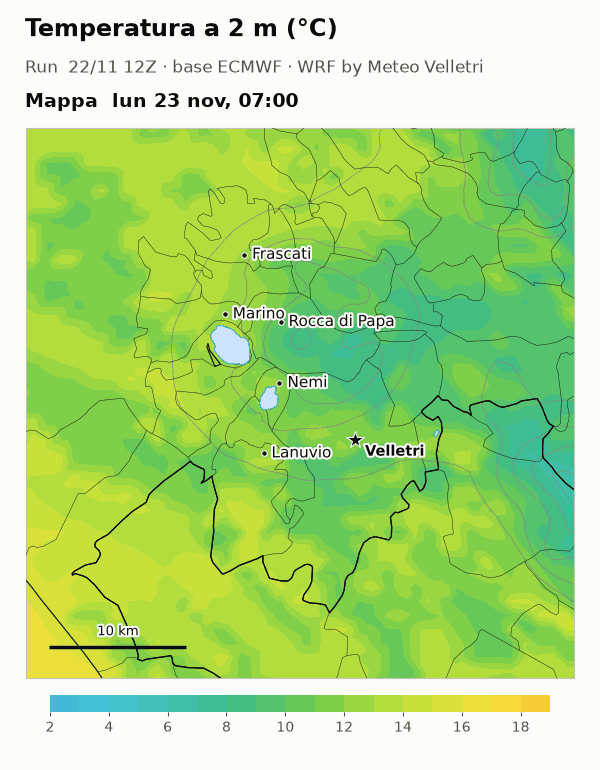 Temperatura a 2 m (°C)
Run  22/11 12Z · base ECMWF · WRF by Meteo Velletri
Mappa  lun 23 nov, 07:00
Frascati
Marino
Rocca di Papa
Nemi
Velletri
Lanuvio
10 km
2 4 6 8 10 12 14 16 18